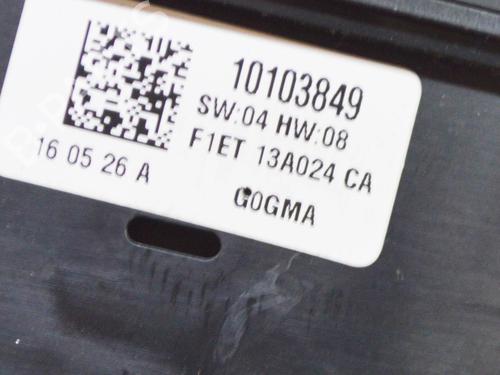 10103849
SW:04 HW:08
F1ET 13A024 CA
16 05 26 A
G0GMA